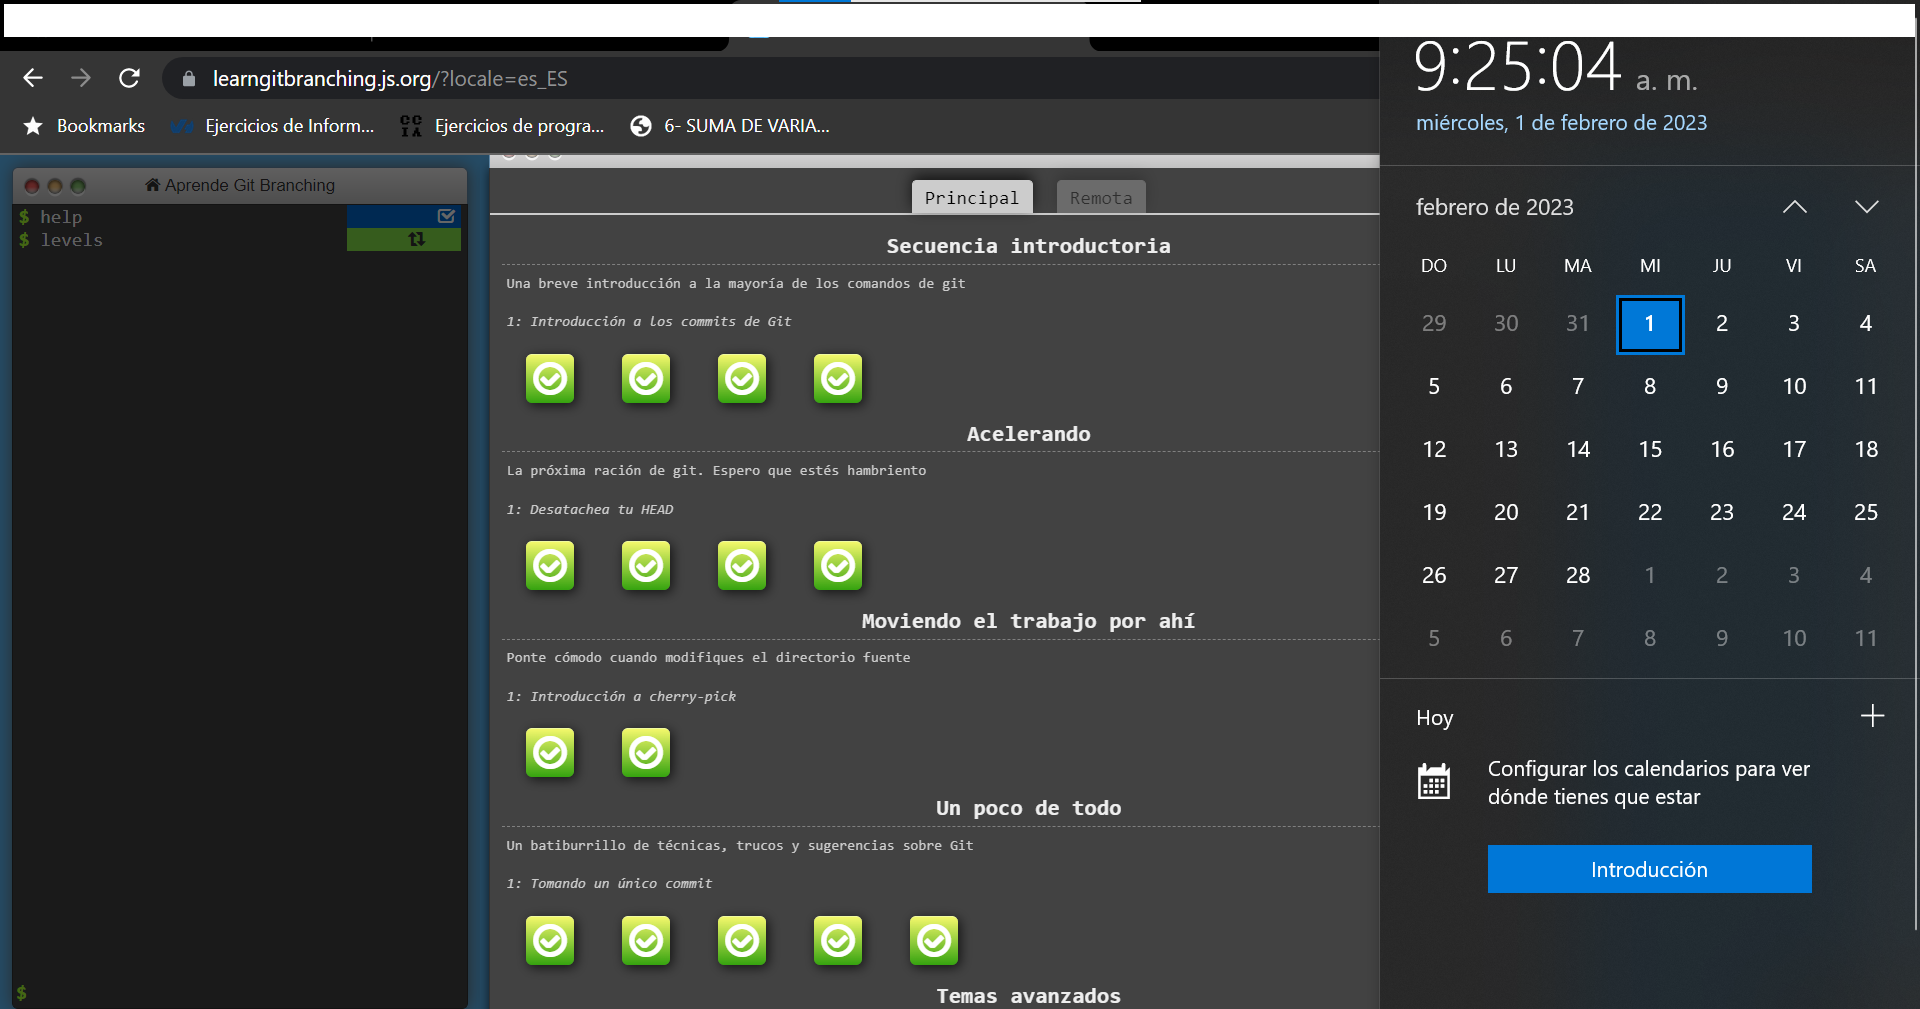 learngitbranching.js.org/?locale=es_ES
Bookmarks
Ejercicios de Inform...
CC
IA
Ejercicios de progra...
6- SUMA DE VARIA...
Aprende Git Branching
$ help
$ levels
$
Principal
Remota
Secuencia introductoria
Una breve introducción a la mayoría de los comandos de git
1: Introducción a los commits de Git
Acelerando
La próxima ración de git. Espero que estés hambriento
1: Desatachea tu HEAD
Moviendo el trabajo por ahí
Ponte cómodo cuando modifiques el directorio fuente
1: Introducción a cherry-pick
Un poco de todo
Un batiburrillo de técnicas, trucos y sugerencias sobre Git
1: Tomando un único commit
Temas avanzados
9:25:04 a. m.
miércoles, 1 de febrero de 2023
febrero de 2023
DO LU MA MI JU VI SA
29 30 31 1 2 3 4
5 6 7 8 9 10 11
12 13 14 15 16 17 18
19 20 21 22 23 24 25
26 27 28 1 2 3 4
5 6 7 8 9 10 11
Hoy
Configurar los calendarios para ver
dónde tienes que estar
Introducción